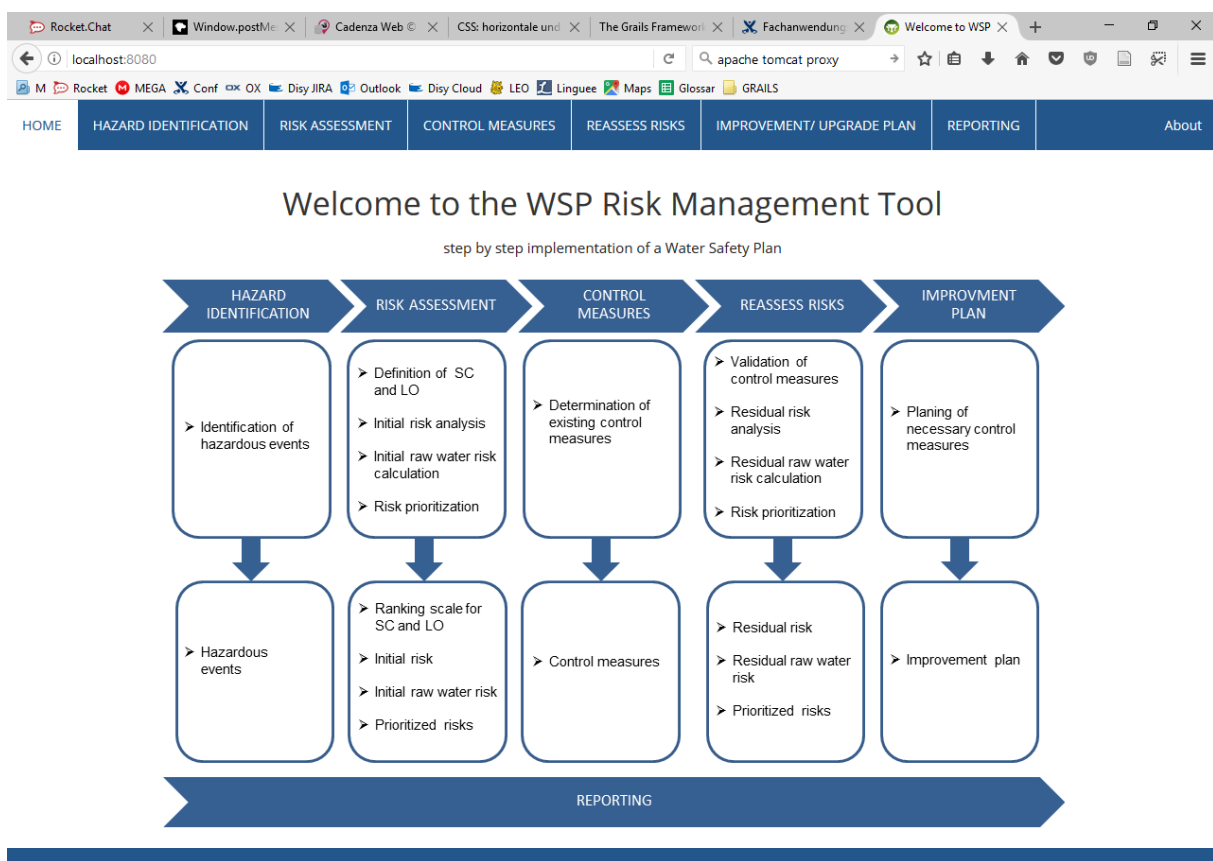 Rocket.Chat
Window.postMe
Cadenza Web ©
CSS: horizontale und
The Grails Framework
Fachanwendung:
Welcome to WSP
localhost:8080
apache tomcat proxy
M Rocket MEGA Conf OX Disy JIRA Outlook Disy Cloud LEO Linguee Maps Glossar GRAILS
HOME HAZARD IDENTIFICATION RISK ASSESSMENT CONTROL MEASURES REASSESS RISKS IMPROVEMENT/ UPGRADE PLAN REPORTING About
Welcome to the WSP Risk Management Tool
step by step implementation of a Water Safety Plan
HAZARD
IDENTIFICATION
RISK ASSESSMENT
CONTROL
MEASURES
REASSESS RISKS
IMPROVMENT
PLAN
➢ Identification of
hazardous events
➢ Definition of SC
and LO
➢ Initial risk analysis
➢ Initial raw water risk
calculation
➢ Risk prioritization
➢ Determination of
existing control
measures
➢ Validation of
control measures
➢ Residual risk
analysis
➢ Residual raw water
risk calculation
➢ Risk prioritization
➢ Planing of
necessary control
measures
➢ Hazardous
events
➢ Ranking scale for
SC and LO
➢ Initial risk
➢ Initial raw water risk
➢ Prioritized risks
➢ Control measures
➢ Residual risk
➢ Residual raw water
risk
➢ Prioritized risks
➢ Improvement plan
REPORTING